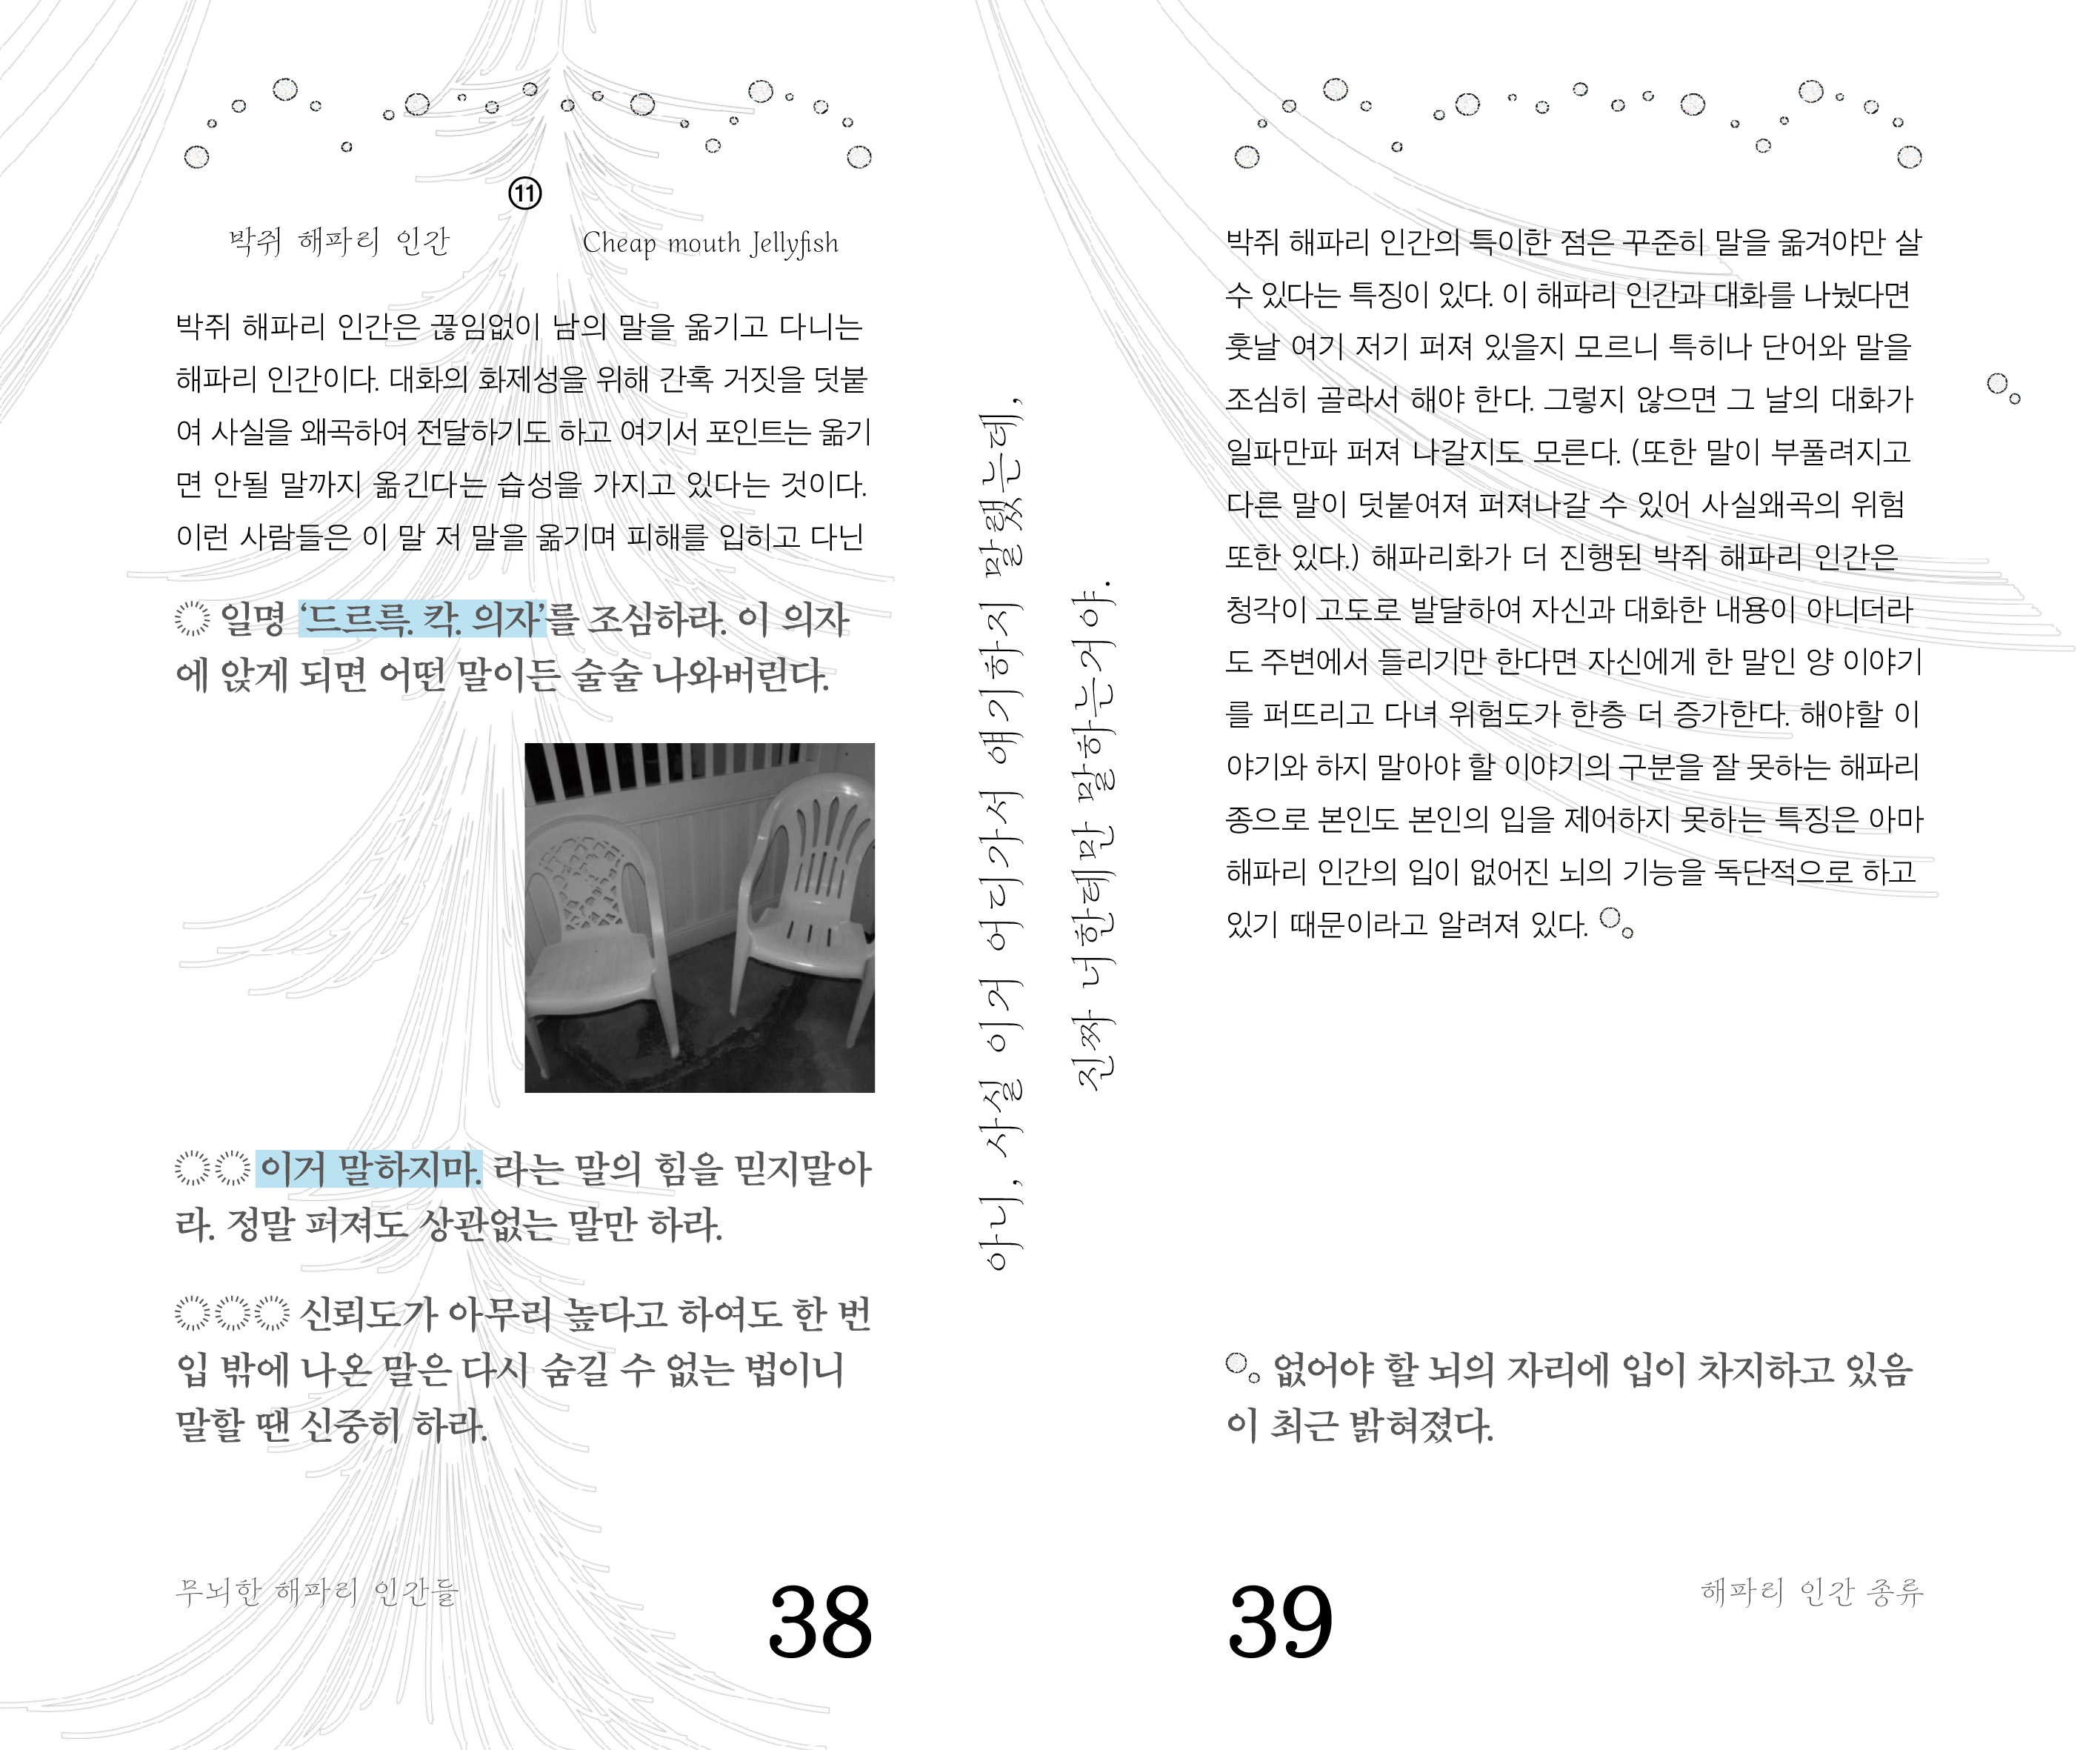 ⑪
박쥐 해파리 인간 Cheap mouth Jellyfish
박쥐 해파리 인간은 끊임없이 남의 말을 옮기고 다니는
해파리 인간이다. 대화의 화제성을 위해 간혹 거짓을 덧붙
여 사실을 왜곡하여 전달하기도 하고 여기서 포인트는 옮기
면 안될 말까지 옮긴다는 습성을 가지고 있다는 것이다.
이런 사람들은 이 말 저 말을 옮기며 피해를 입히고 다닌
일명 ‘드르륵. 칵. 의자’를 조심하라. 이 의자
에 앉게 되면 어떤 말이든 술술 나와버린다.
이거 말하지마. 라는 말의 힘을 믿지말아
라. 정말 퍼져도 상관없는 말만 하라.
신뢰도가 아무리 높다고 하여도 한 번
입 밖에 나온 말은 다시 숨길 수 없는 법이니
말할 땐 신중히 하라.
무뇌한 해파리 인간들
38
아니, 사실 이거 어디가서 얘기하지 말랬는데,
진짜 너한테만 말하는거야.
박쥐 해파리 인간의 특이한 점은 꾸준히 말을 옮겨야만 살
수 있다는 특징이 있다. 이 해파리 인간과 대화를 나눴다면
훗날 여기 저기 퍼져 있을지 모르니 특히나 단어와 말을
조심히 골라서 해야 한다. 그렇지 않으면 그 날의 대화가
일파만파 퍼져 나갈지도 모른다. (또한 말이 부풀려지고
다른 말이 덧붙여져 퍼져나갈 수 있어 사실왜곡의 위험
또한 있다.) 해파리화가 더 진행된 박쥐 해파리 인간은
청각이 고도로 발달하여 자신과 대화한 내용이 아니더라
도 주변에서 들리기만 한다면 자신에게 한 말인 양 이야기
를 퍼뜨리고 다녀 위험도가 한층 더 증가한다. 해야할 이
야기와 하지 말아야 할 이야기의 구분을 잘 못하는 해파리
종으로 본인도 본인의 입을 제어하지 못하는 특징은 아마
해파리 인간의 입이 없어진 뇌의 기능을 독단적으로 하고
있기 때문이라고 알려져 있다.
없어야 할 뇌의 자리에 입이 차지하고 있음
이 최근 밝혀졌다.
39
해파리 인간 종류